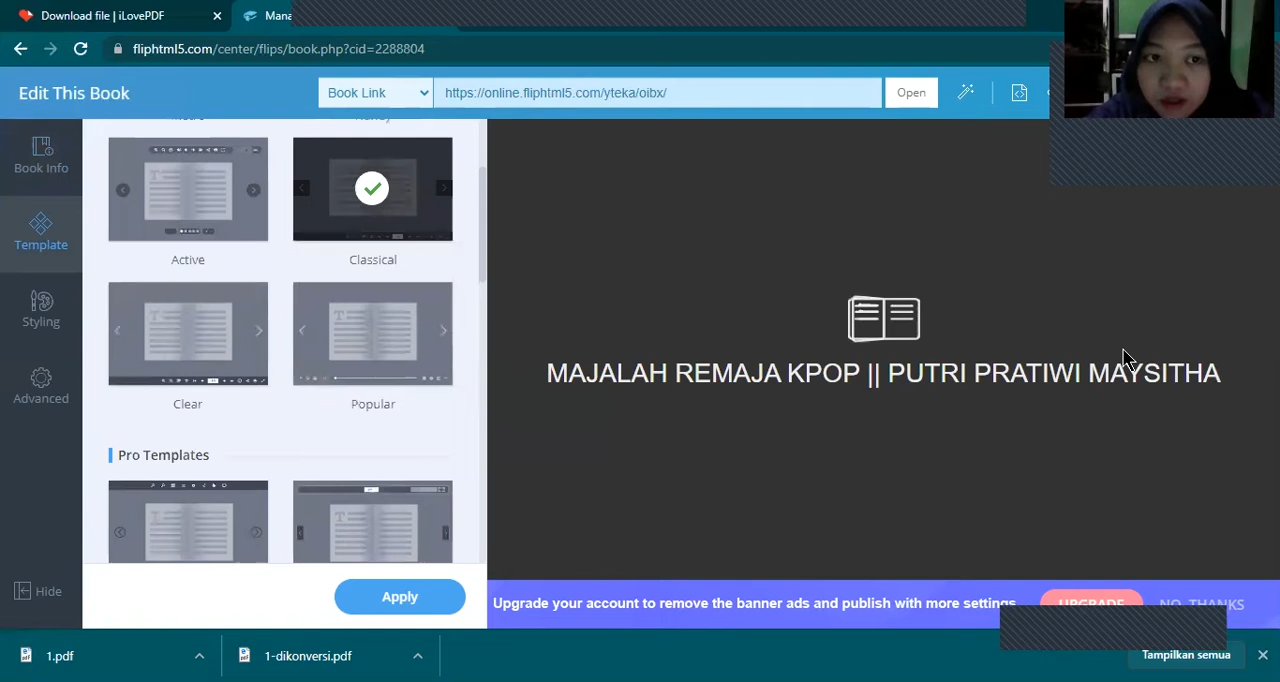 Download file | iLovePDF
Mana
fliphtml5.com/center/flips/book.php?cid=2288804
Edit This Book
Book Link
https://online.fliphtml5.com/yteka/oibx/
Open
Book Info
Template
Styling
Advanced
Hide
Active
Classical
Clear
Popular
Pro Templates
Apply
MAJALAH REMAJA KPOP || PUTRI PRATIWI MAYSITHA
Upgrade your account to remove the banner ads and publish with more settings.
UPGRADE
NO, THANKS
1.pdf
1-dikonversi.pdf
Tampilkan semua